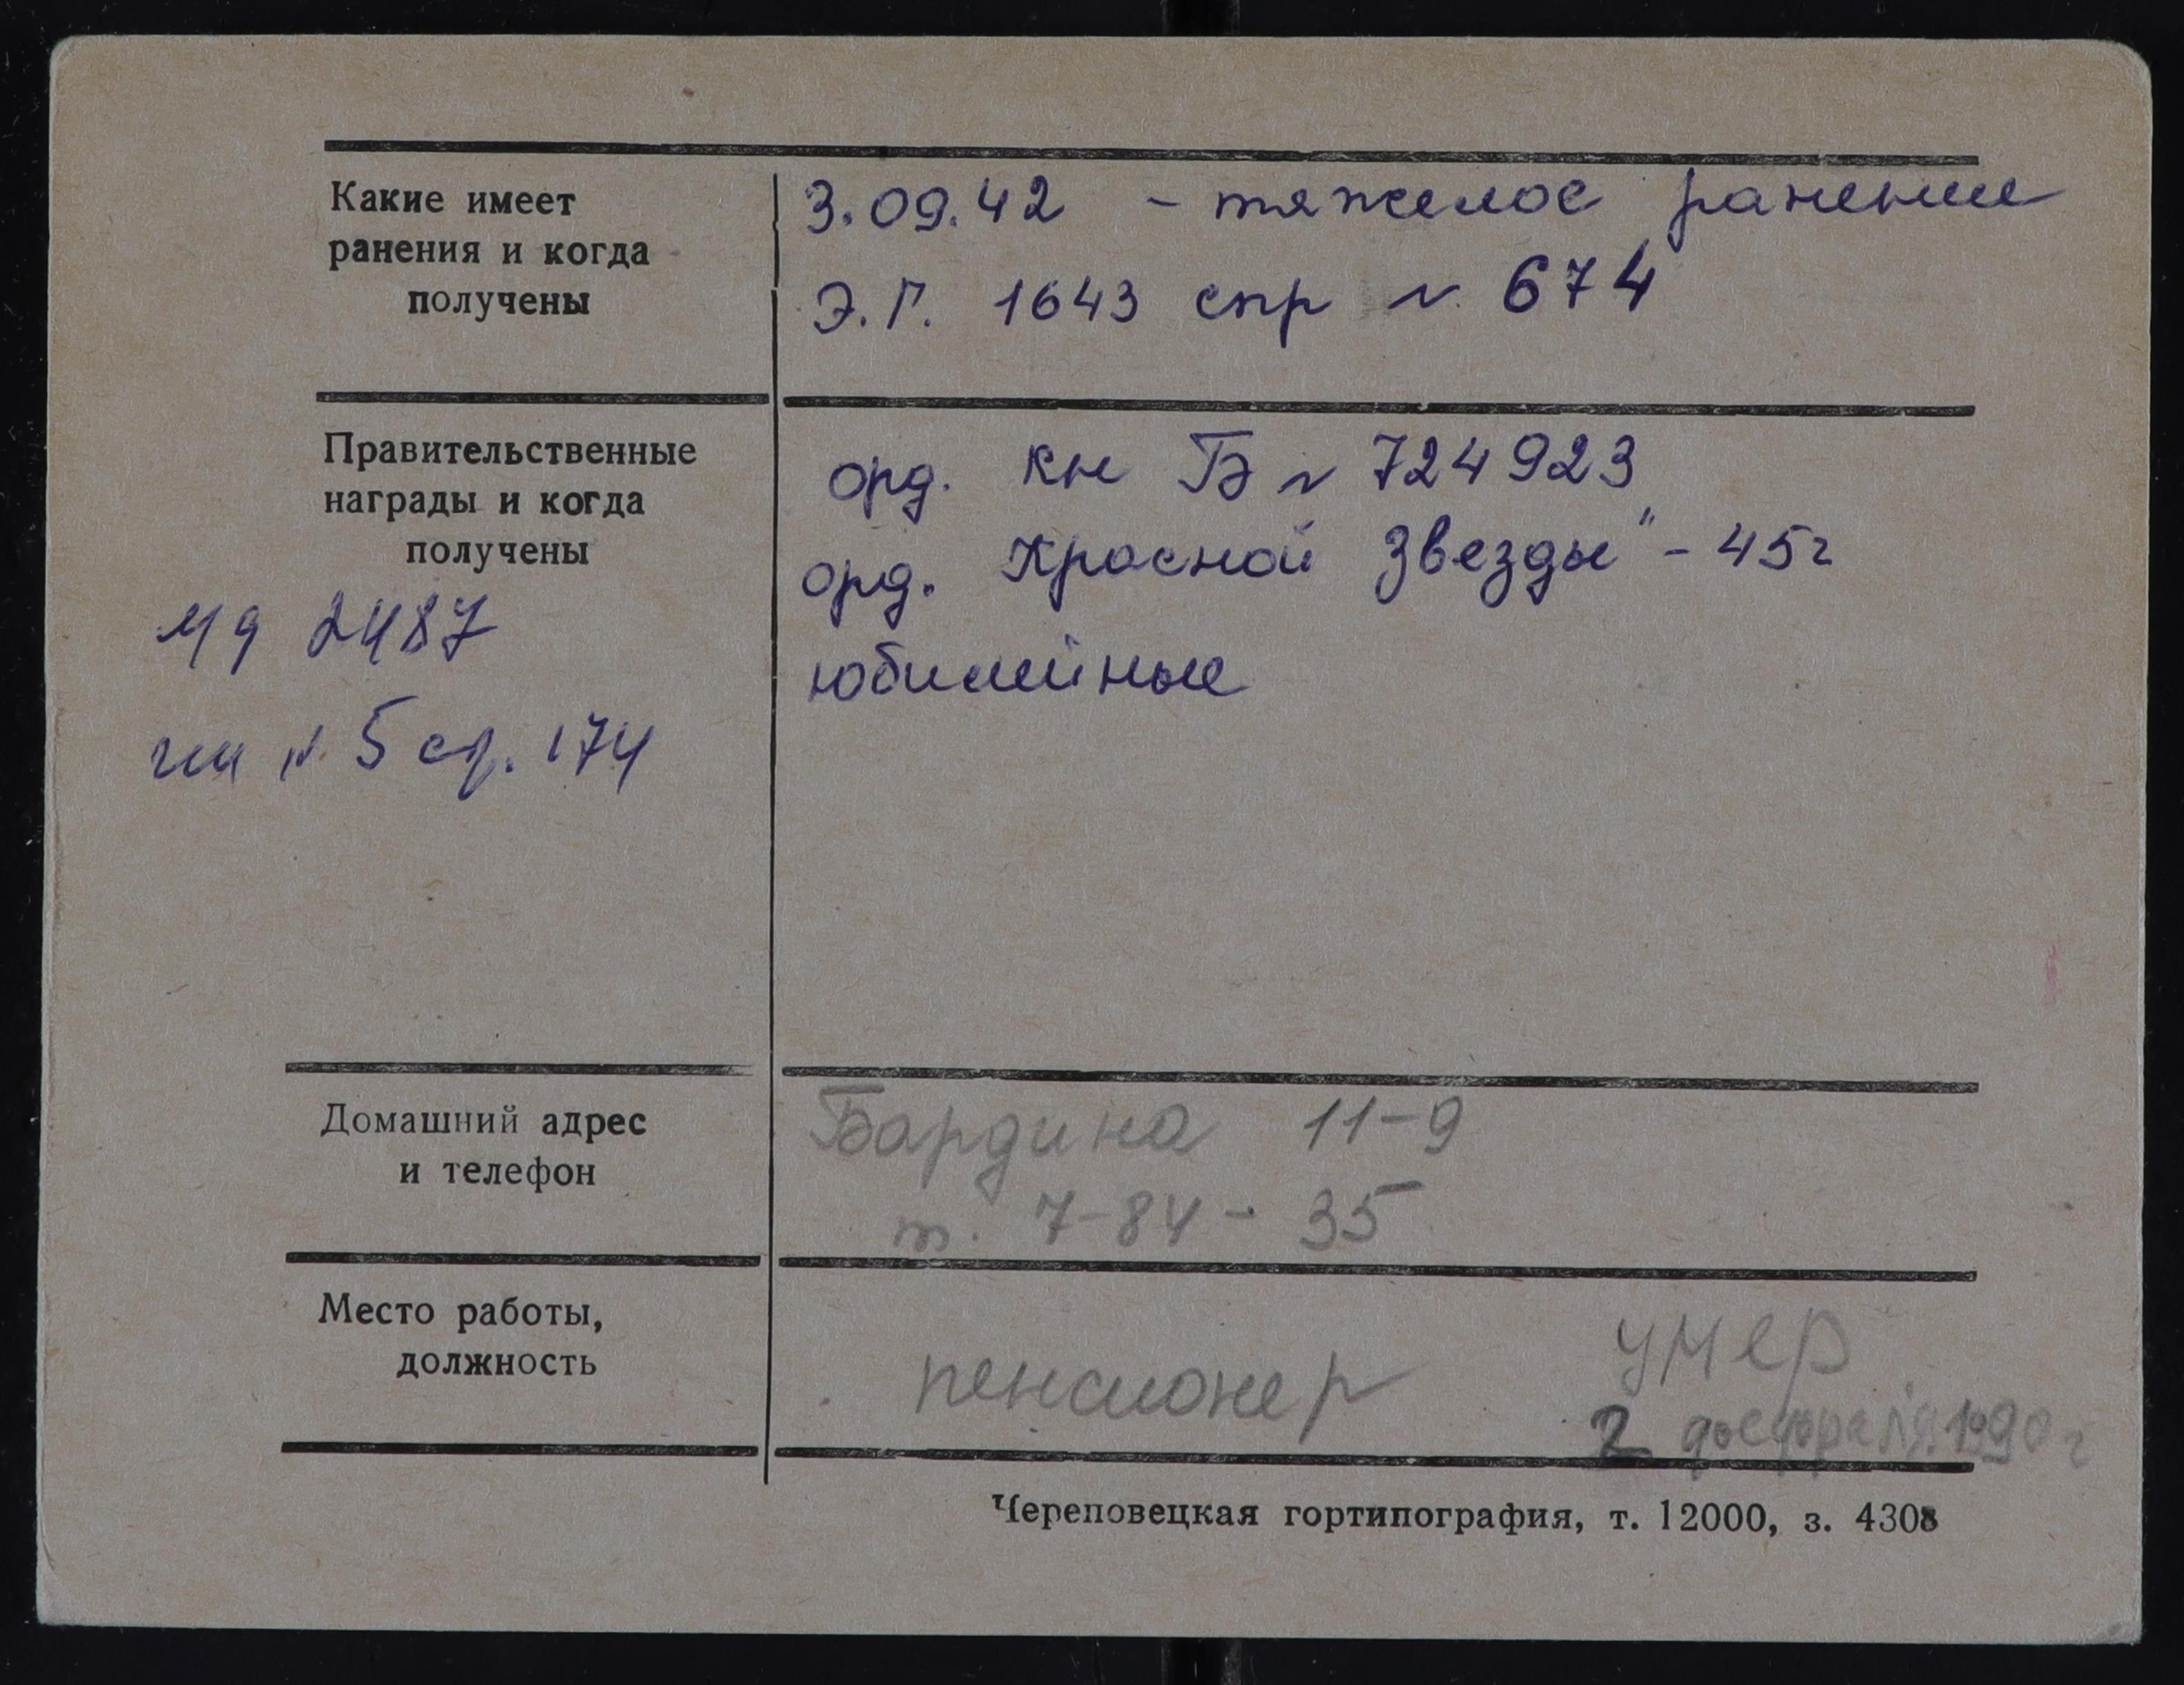 Какие имеет
ранения и когда
получены
3.09.42 - тяжелое ранение
Э.Г. 1643 спр № 674
Правительственные
награды и когда
получены
орд. кн Б № 724923
орд. Красной Звезды" - 45г
юбилейные
2487
№ 5 ср. 174
Домашний адрес
и телефон
Бардина 11-9
т. 7-84-35
Место работы,
должность
пенсионер
умер
2 февраля 1990 г
Череповецкая гортипография, т. 12000, з. 4308